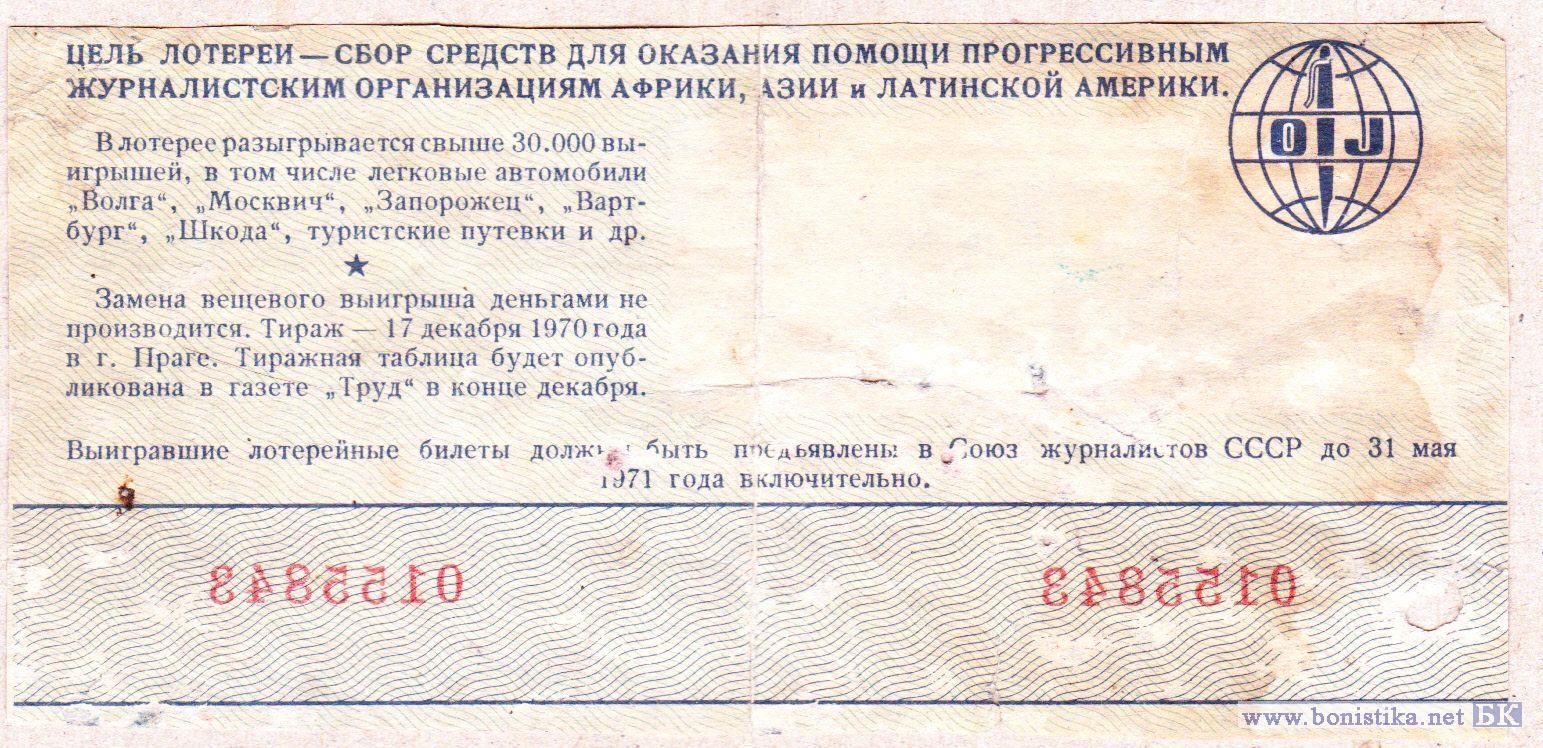 ЦЕЛЬ ЛОТЕРЕИ — СБОР СРЕДСТВ ДЛЯ ОКАЗАНИЯ ПОМОЩИ ПРОГРЕССИВНЫМ
ЖУРНАЛИСТСКИМ ОРГАНИЗАЦИЯМ АФРИКИ, АЗИИ и ЛАТИНСКОЙ АМЕРИКИ.
OIJ
В лотерее разыгрывается свыше 30.000 вы-
игрышей, в том числе легковые автомобили
„Волга“, „Москвич“, „Запорожец“, „Варт-
бург“, „Шкода“, туристские путевки и др.
★
Замена вещевого выигрыша деньгами не
производится. Тираж — 17 декабря 1970 года
в г. Праге. Тиражная таблица будет опуб-
ликована в газете „Труд“ в конце декабря.
Выигравшие лотерейные билеты должны быть предъявлены в Союз журналистов СССР до 31 мая
1971 года включительно.
0155843 0155843
www.bonistika.net БК